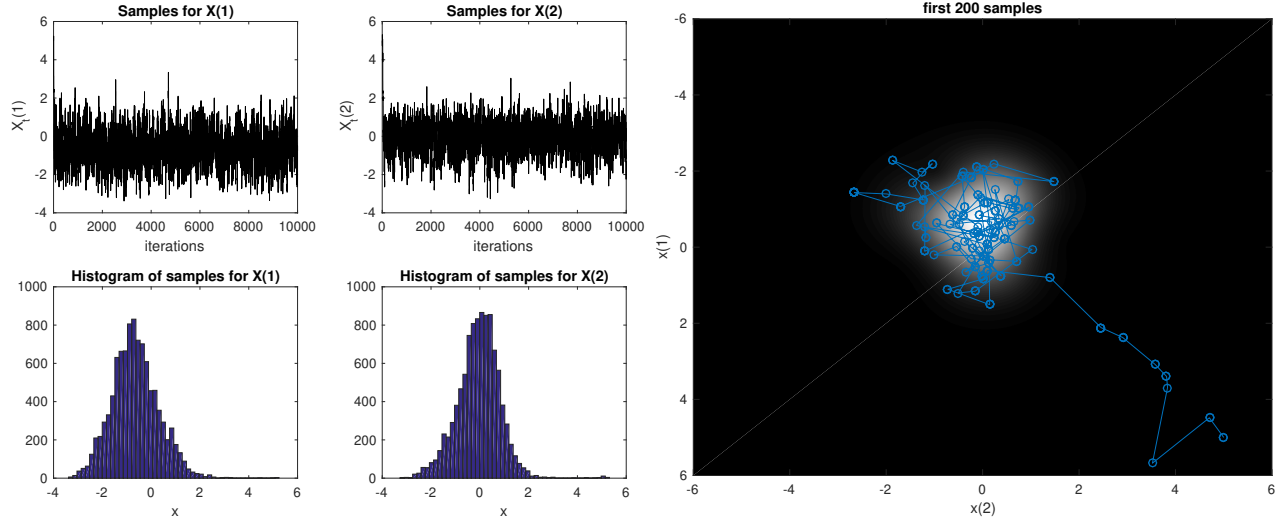 Samples for X(1)
6
4
2
0
-2
-4
X_t(1)
0 2000 4000 6000 8000 10000
iterations
Samples for X(2)
6
4
2
0
-2
-4
X_t(2)
0 2000 4000 6000 8000 10000
iterations
Histogram of samples for X(1)
1000
800
600
400
200
0
-4 -2 0 2 4 6
x
Histogram of samples for X(2)
1000
800
600
400
200
0
-4 -2 0 2 4 6
x
first 200 samples
-6
-4
-2
0
2
4
6
x(1)
-6 -4 -2 0 2 4 6
x(2)